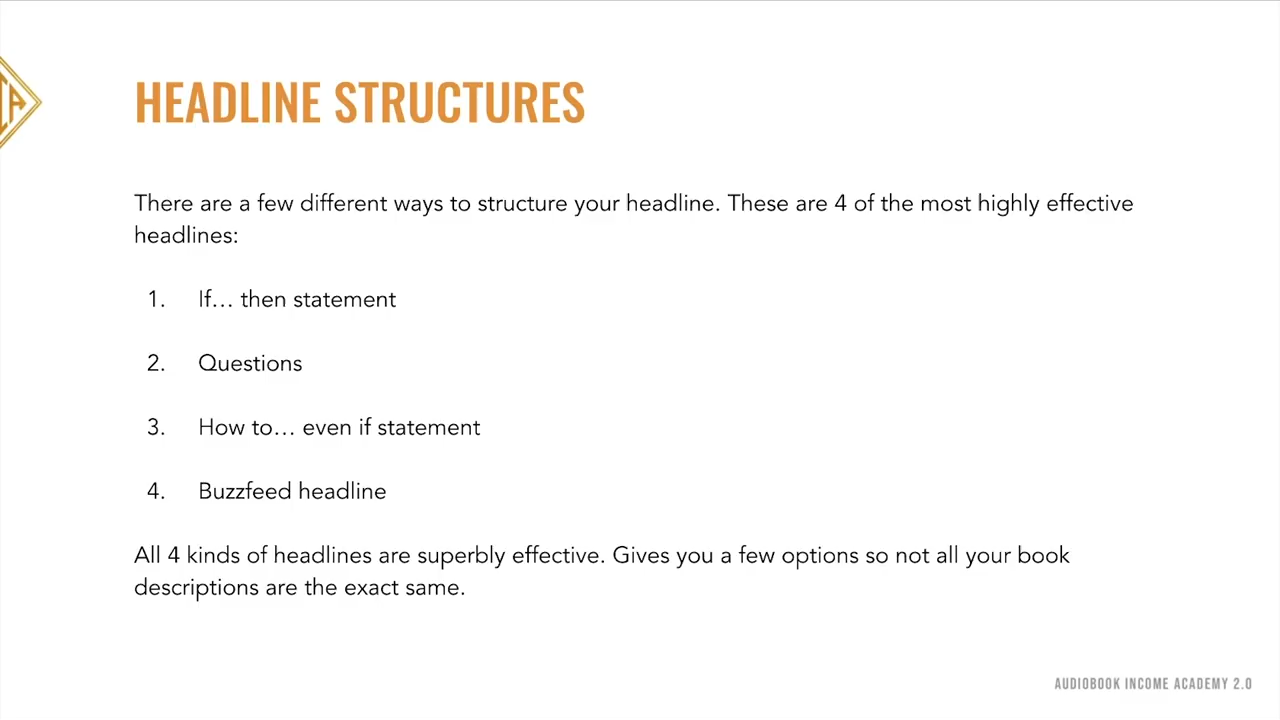 HEADLINE STRUCTURES
There are a few different ways to structure your headline. These are 4 of the most highly effective
headlines:
1. If… then statement
2. Questions
3. How to… even if statement
4. Buzzfeed headline
All 4 kinds of headlines are superbly effective. Gives you a few options so not all your book
descriptions are the exact same.
AUDIOBOOK INCOME ACADEMY 2.0